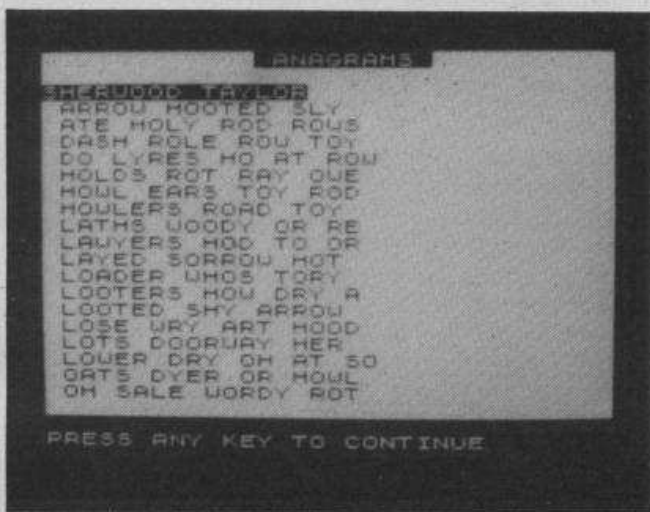 ANAGRAMS
SHERWOOD TAYLOR
ARROW HOOTED SLY
ATE HOLY ROD ROWS
DASH ROLE ROW TOY
DO LYRES HO AT ROW
HOLDS ROT RAY OWE
HOWL EARS TOY ROD
HOWLERS ROAD TOY
LATHS WOODY OR RE
LAWYERS HOD TO OR
LAYED SORROW HOT
LOADER WHOS TORY
LOOTERS HOW DRY A
LOOTED SHY ARROW
LOSE WRY ART HOOD
LOTS DOORWAY HER
LOWER DRY OH AT SO
OATS DYER OR HOWL
OH SALE WORDY ROT
PRESS ANY KEY TO CONTINUE